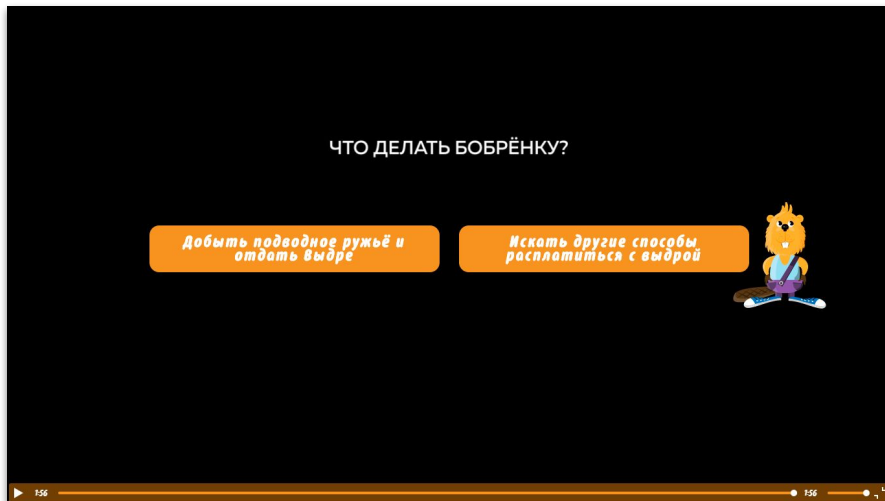 ЧТО ДЕЛАТЬ БОБРЁНКУ?
Добыть подводное ружьё и
отдать Выдре
Искать другие способы
расплатиться с выдрой
1:56
1:56